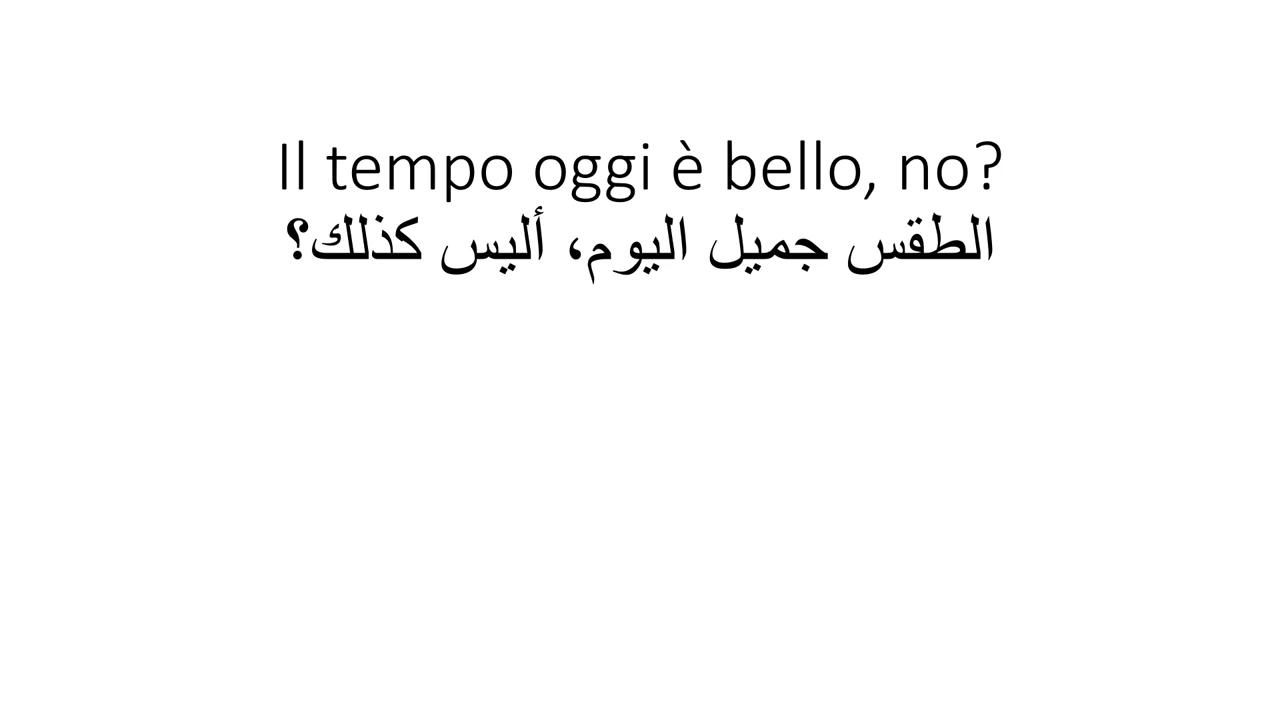 Il tempo oggi è bello, no?
الطقس جميل اليوم، أليس كذلك؟